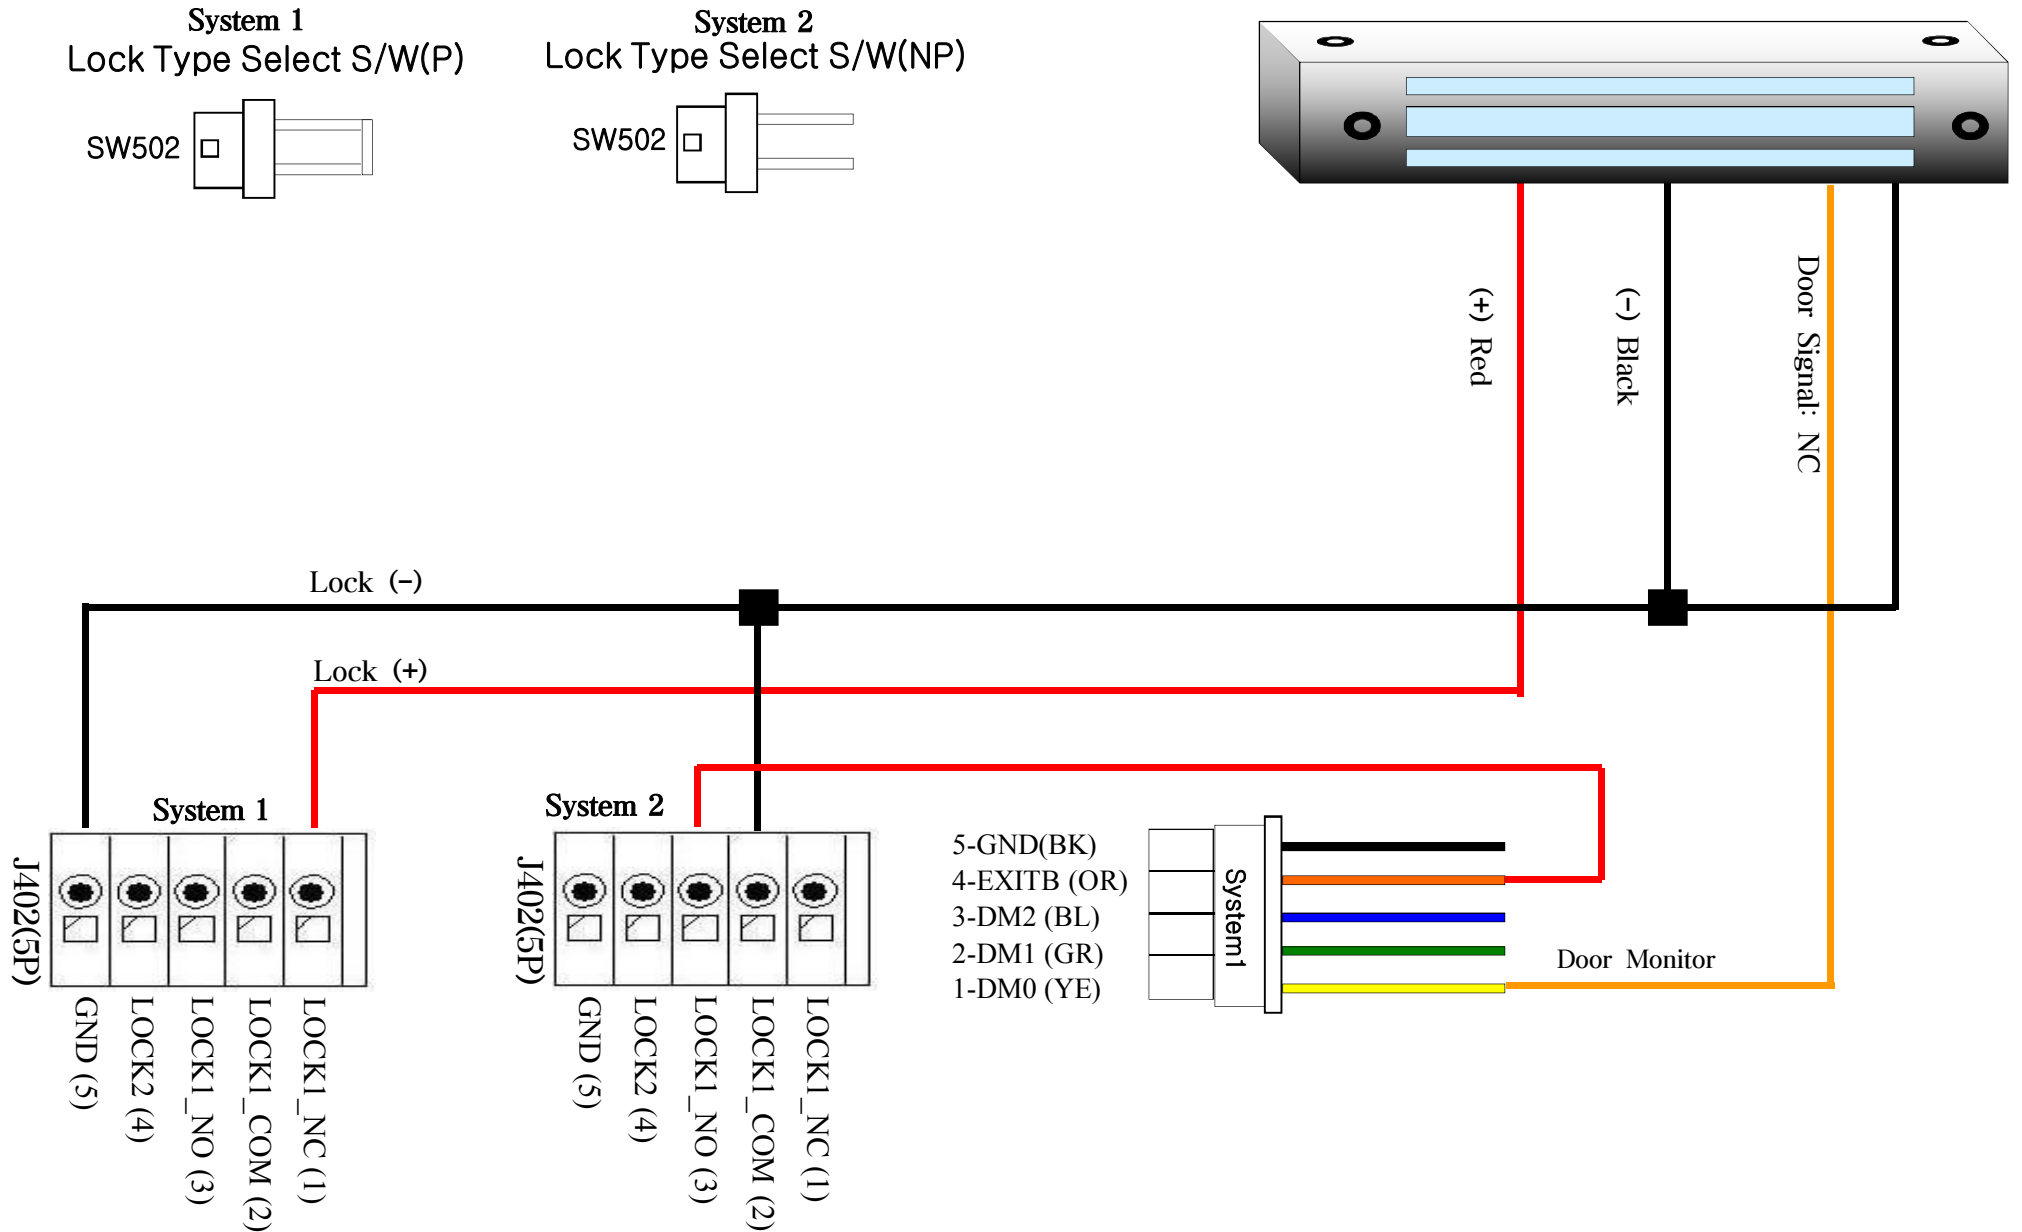 System 1
Lock Type Select S/W(P)
SW502
System 2
Lock Type Select S/W(NP)
SW502
(+) Red
(-) Black
Door Signal: NC
Lock (-)
Lock (+)
System 1
J402(5P)
GND (5)
LOCK2 (4)
LOCK1_NO (3)
LOCK1_COM (2)
LOCK1_NC (1)
System 2
J402(5P)
GND (5)
LOCK2 (4)
LOCK1_NO (3)
LOCK1_COM (2)
LOCK1_NC (1)
5-GND(BK)
4-EXITB (OR)
3-DM2 (BL)
2-DM1 (GR)
1-DM0 (YE)
System1
Door Monitor